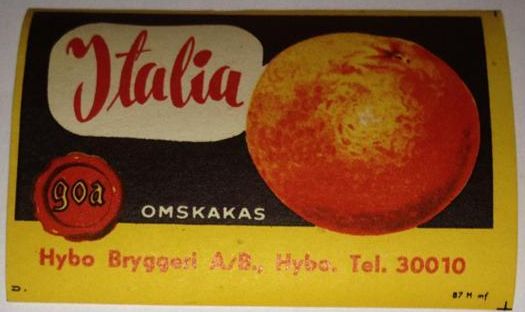 Italia
goa
OMSKAKAS
Hybo Bryggeri A/B., Hybo. Tel. 30010
D.
87 M mf